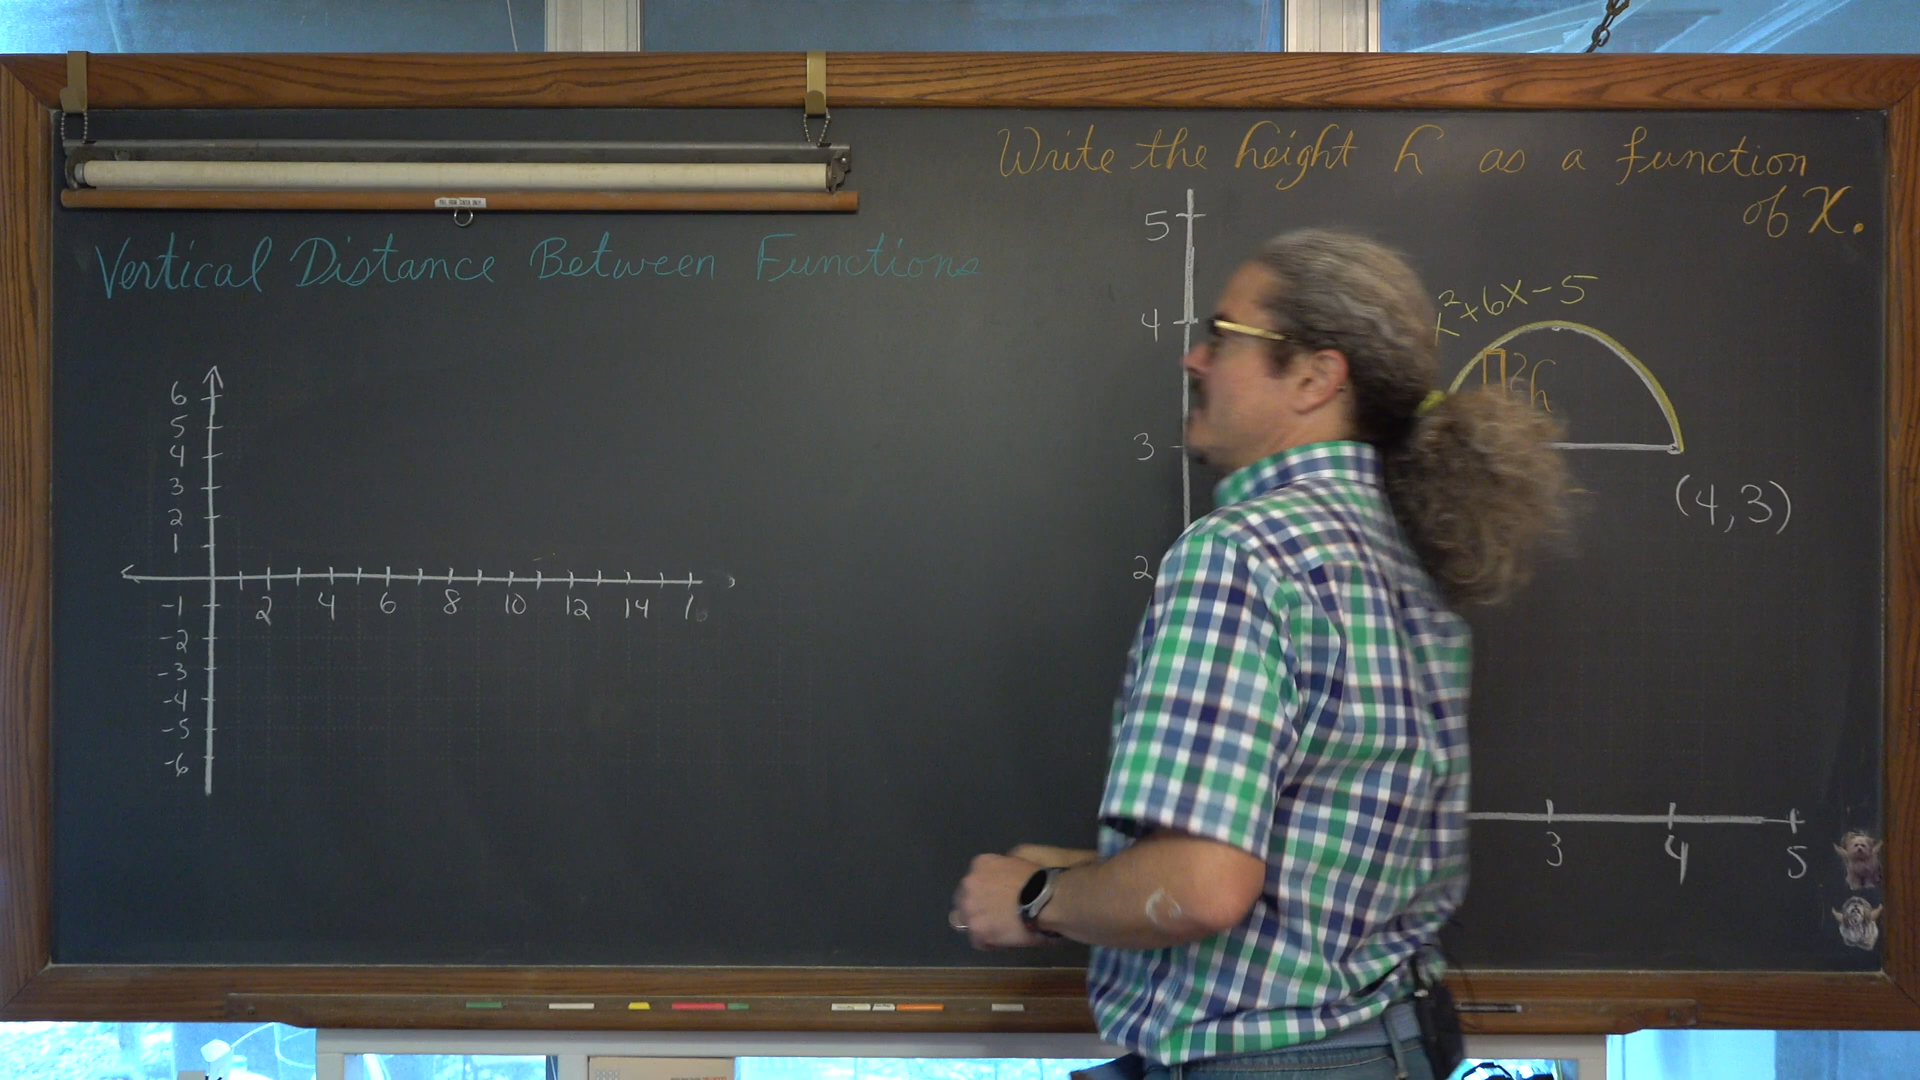 Write the height h as a function
of x.
Vertical Distance Between Functions
x²+6x-5
h
(4,3)
5
4
3
2
3 4 5
6
5
4
3
2
1
-1
-2
-3
-4
-5
-6
2 4 6 8 10 12 14